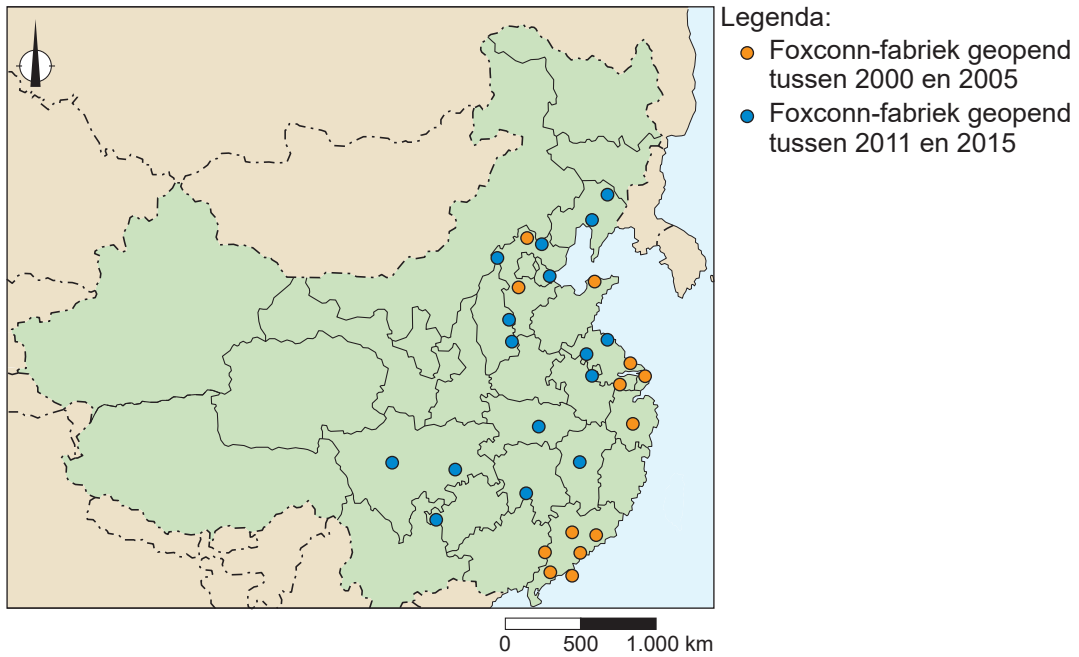 Legenda:
Foxconn-fabriek geopend
tussen 2000 en 2005
Foxconn-fabriek geopend
tussen 2011 en 2015
0 500 1.000 km